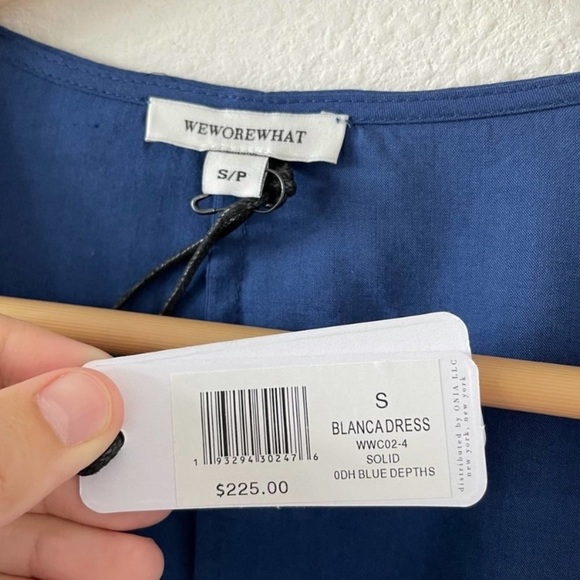 WEWOREWHAT
S/P
S
BLANCA DRESS
WWC02-4
SOLID
0DH BLUE DEPTHS
1 93294 30247 6
$225.00
distributed by ONIA LLC
new york, new york